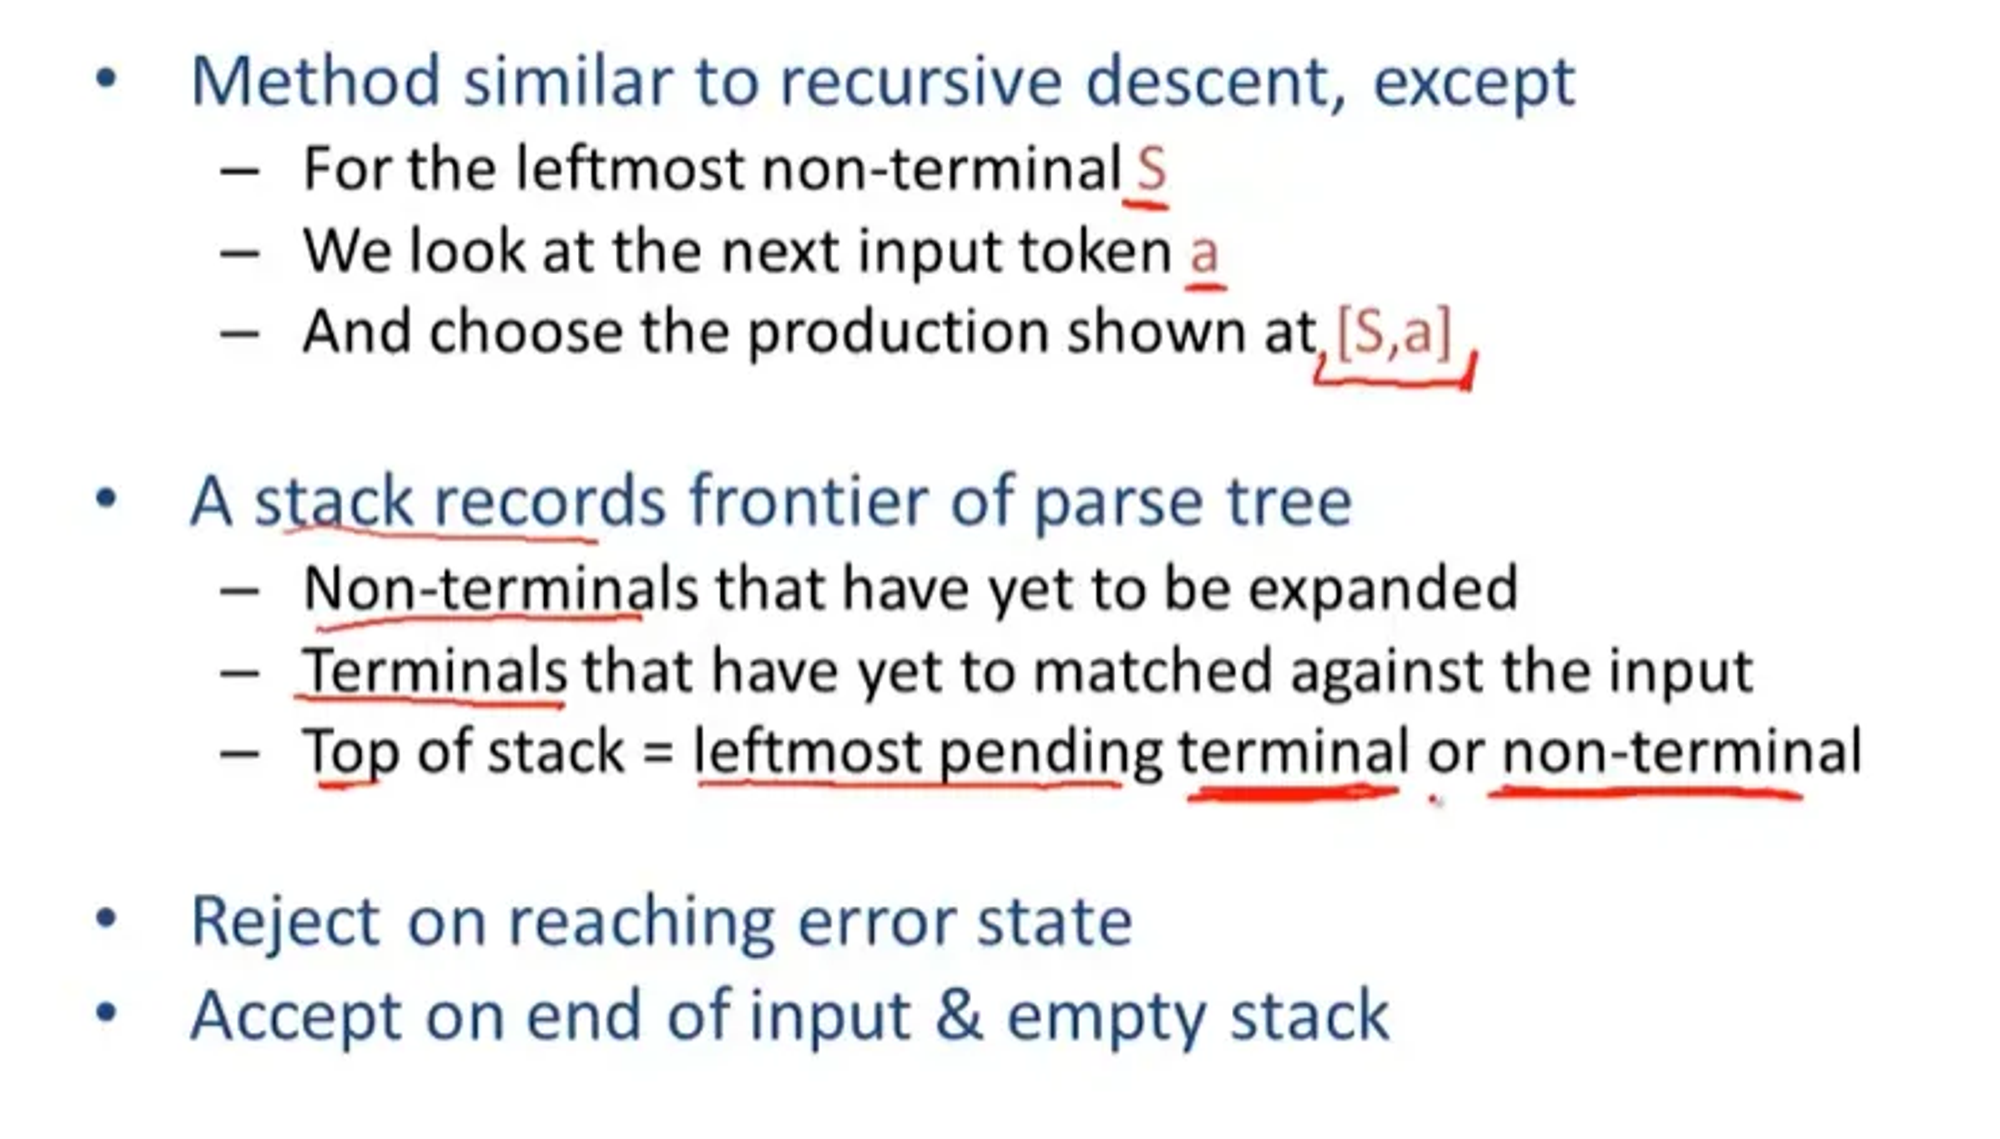 • Method similar to recursive descent, except
– For the leftmost non-terminal S
– We look at the next input token a
– And choose the production shown at [S,a]
• A stack records frontier of parse tree
– Non-terminals that have yet to be expanded
– Terminals that have yet to matched against the input
– Top of stack = leftmost pending terminal or non-terminal
• Reject on reaching error state
• Accept on end of input & empty stack